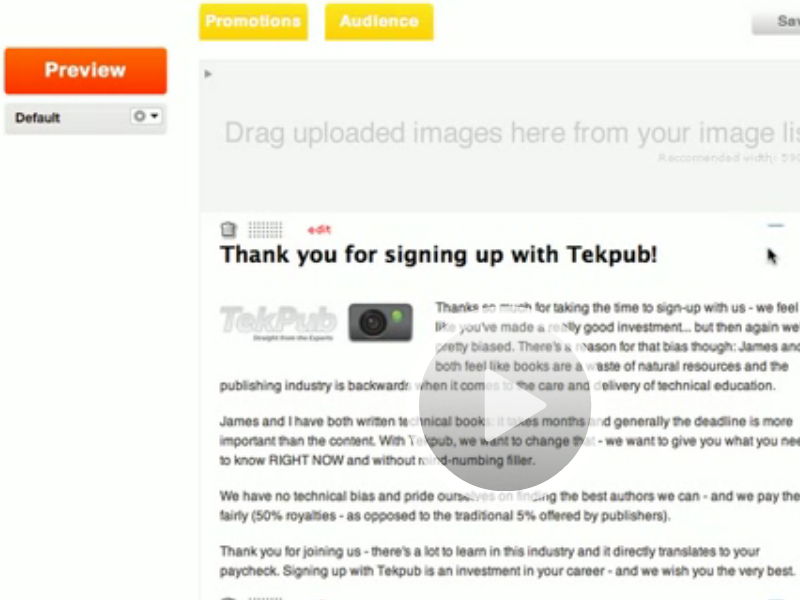 Promotions
Audience
Sav
Preview
Default
Drag uploaded images here from your image lis
Reccomended width: 590
edit
Thank you for signing up with Tekpub!
TekPub
Straight from the Experts
Thanks so much for taking the time to sign-up with us - we feel
like you've made a really good investment... but then again we
pretty biased. There's a reason for that bias though: James and
both feel like books are a waste of natural resources and the
publishing industry is backwards when it comes to the care and delivery of technical education.
James and I have both written technical books: it takes months and generally the deadline is more
important than the content. With Tekpub, we want to change that - we want to give you what you nee
to know RIGHT NOW and without mind-numbing filler.
We have no technical bias and pride ourselves on finding the best authors we can - and we pay the
fairly (50% royalties - as opposed to the traditional 5% offered by publishers).
Thank you for joining us - there's a lot to learn in this industry and it directly translates to your
paycheck. Signing up with Tekpub is an investment in your career - and we wish you the very best.